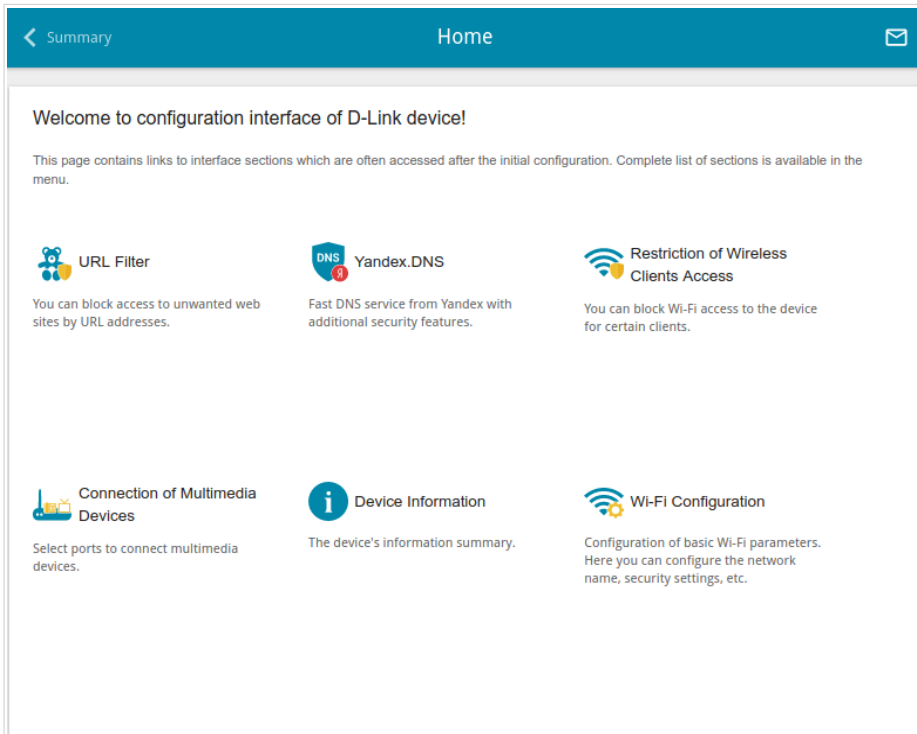 Summary
Home
Welcome to configuration interface of D-Link device!
This page contains links to interface sections which are often accessed after the initial configuration. Complete list of sections is available in the
menu.
URL Filter
You can block access to unwanted web
sites by URL addresses.
DNS
Я
Yandex.DNS
Fast DNS service from Yandex with
additional security features.
Restriction of Wireless
Clients Access
You can block Wi-Fi access to the device
for certain clients.
Connection of Multimedia
Devices
Select ports to connect multimedia
devices.
i
Device Information
The device's information summary.
Wi-Fi Configuration
Configuration of basic Wi-Fi parameters.
Here you can configure the network
name, security settings, etc.